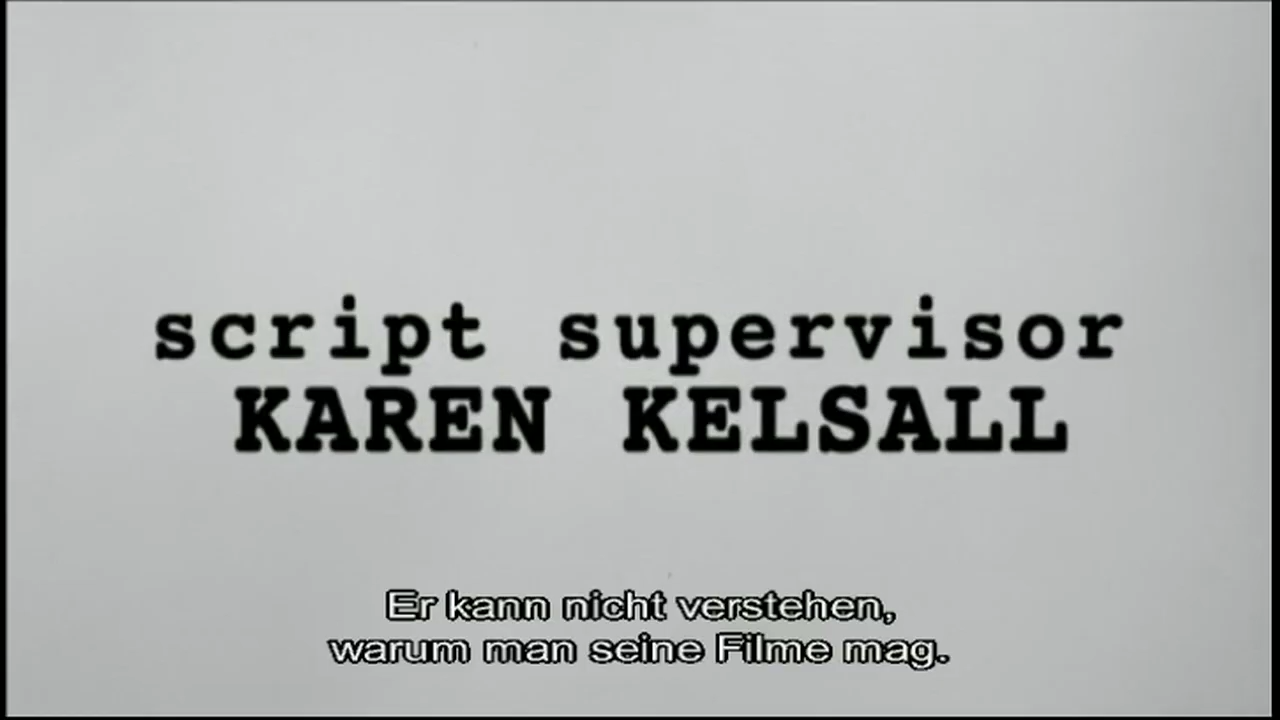 script supervisor
KAREN KELSALL
Er kann nicht verstehen,
warum man seine Filme mag.